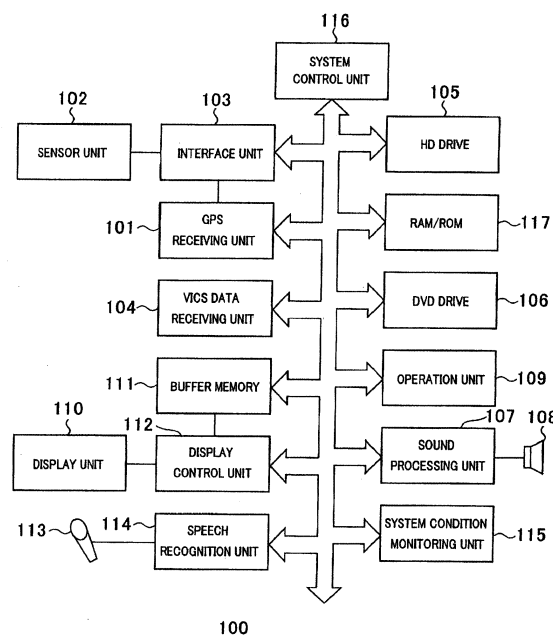 116
SYSTEM
CONTROL UNIT
102
103
105
SENSOR UNIT
INTERFACE UNIT
HD DRIVE
101
GPS
RECEIVING UNIT
RAM/ROM
117
104
VICS DATA
RECEIVING UNIT
DVD DRIVE
106
111
BUFFER MEMORY
OPERATION UNIT
109
110
112
107
108
DISPLAY UNIT
DISPLAY
CONTROL UNIT
SOUND
PROCESSING UNIT
113
114
SPEECH
RECOGNITION UNIT
SYSTEM CONDITION
MONITORING UNIT
115
100